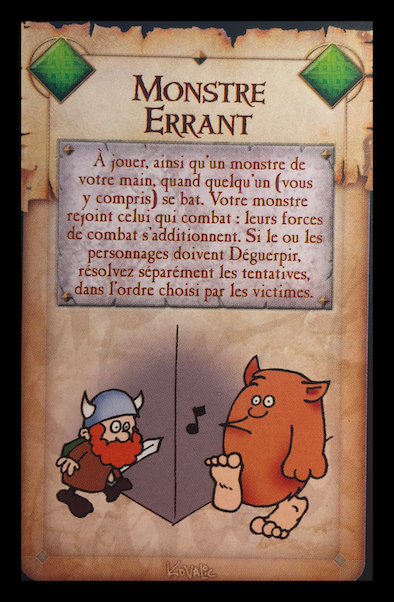 Monstre
Errant
A jouer, ainsi qu'un monstre de
votre main, quand quelqu'un (vous
y compris) se bat. Votre monstre
rejoint celui qui combat : leurs forces
de combat s'additionnent. Si le ou les
personnages doivent Déguerpir,
résolvez séparément les tentatives,
dans l'ordre choisi par les victimes.
Kovalic